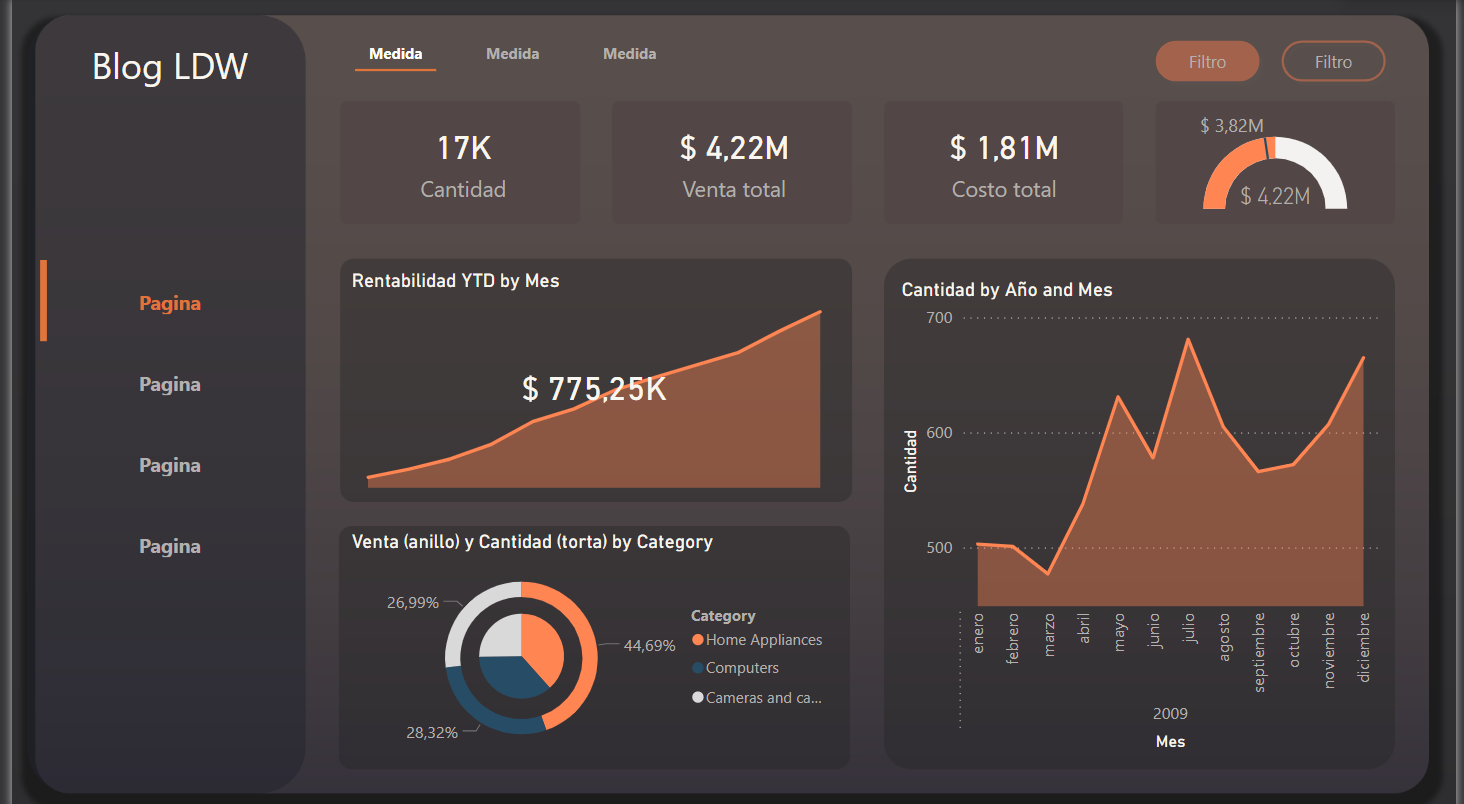 Blog LDW
Medida
Medida
Medida
Filtro
Filtro
Pagina
Pagina
Pagina
Pagina
17K
Cantidad
$ 4,22M
Venta total
$ 1,81M
Costo total
$ 3,82M
$ 4,22M
Rentabilidad YTD by Mes
$ 775,25K
Venta (anillo) y Cantidad (torta) by Category
26,99%
44,69%
28,32%
Category
Home Appliances
Computers
Cameras and ca...
Cantidad by Año and Mes
Cantidad
700
600
500
enero
febrero
marzo
abril
mayo
junio
julio
agosto
septiembre
octubre
noviembre
diciembre
2009
Mes